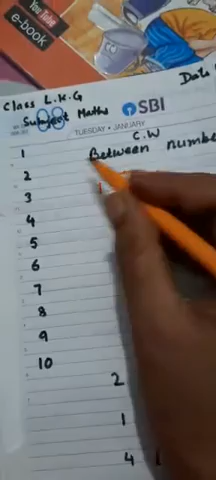 YouTube
e-book
Class L.K.G
Date
Subject Maths
SBI
TUESDAY • JANUARY
C.W
1 Between numbe
2
3 1
4
5
6
7
8
9
10
2
1
4